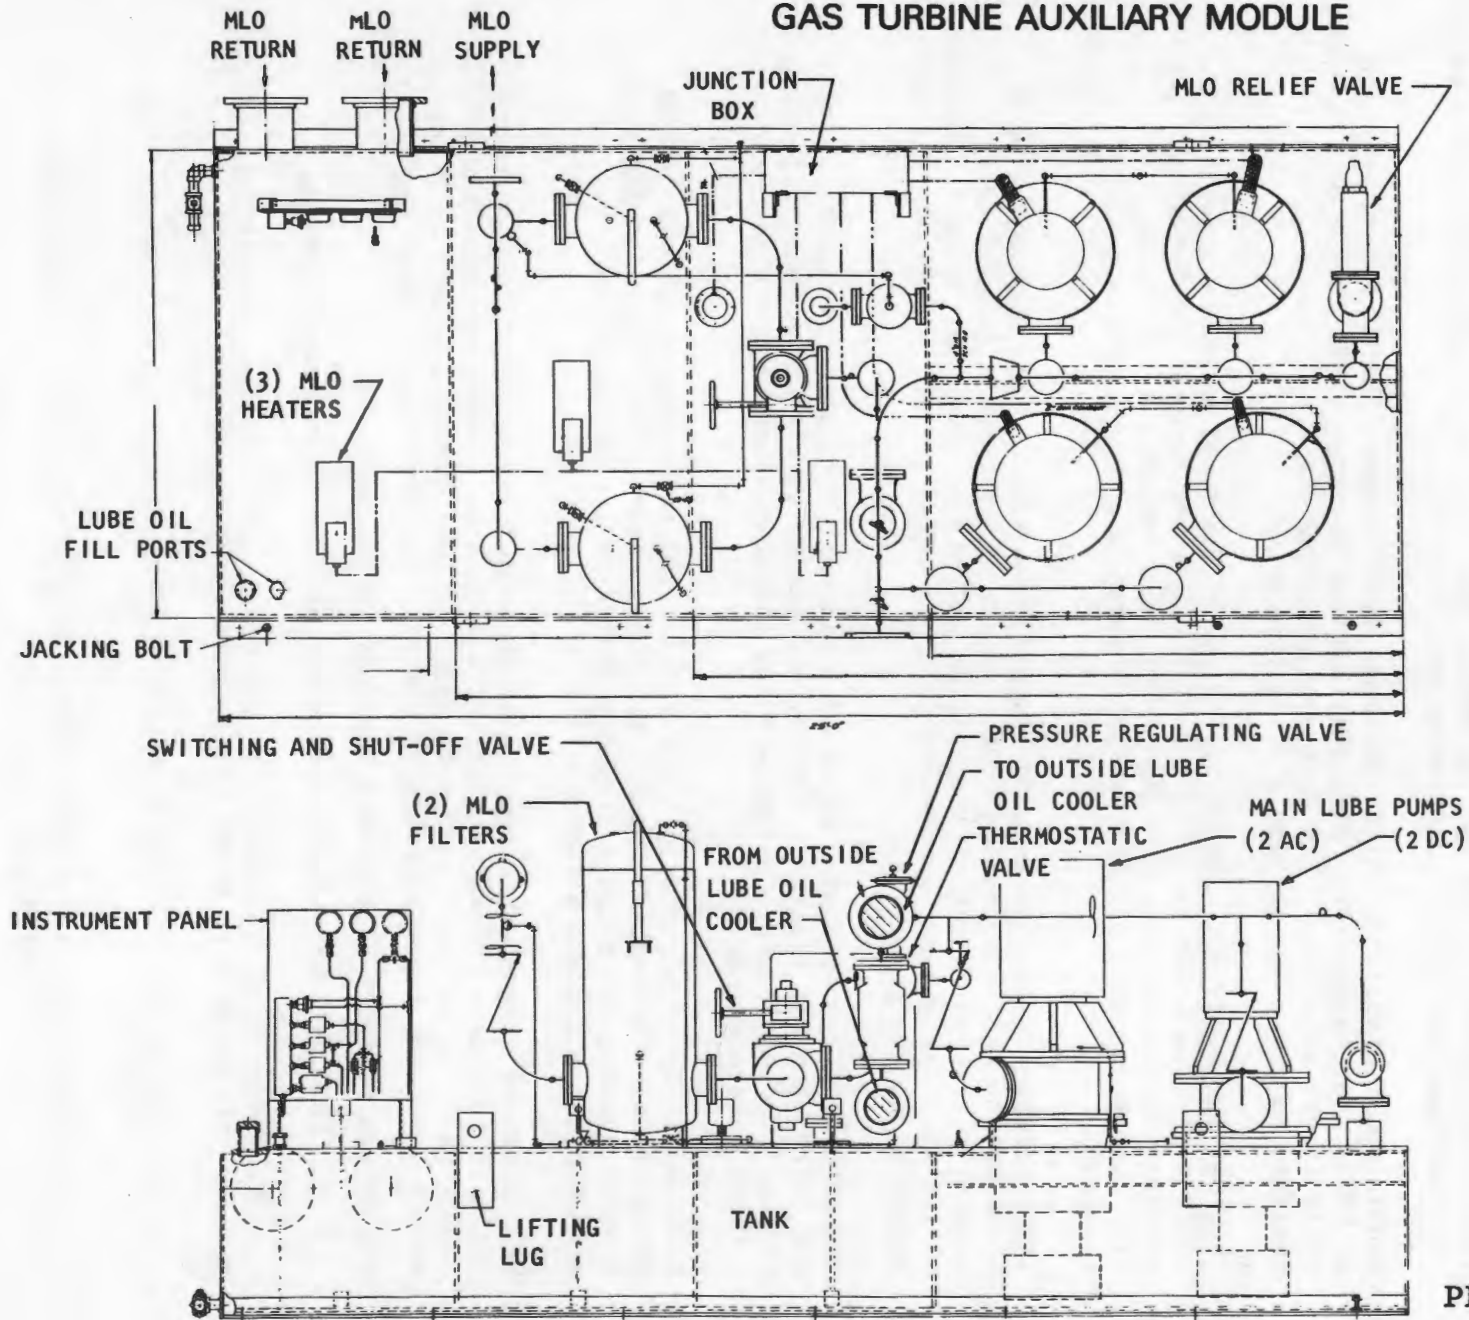 GAS TURBINE AUXILIARY MODULE
MLO
RETURN
MLO
RETURN
MLO
SUPPLY
JUNCTION
BOX
MLO RELIEF VALVE
(3) MLO
HEATERS
LUBE OIL
FILL PORTS
JACKING BOLT
SWITCHING AND SHUT-OFF VALVE
PRESSURE REGULATING VALVE
TO OUTSIDE LUBE
OIL COOLER
(2) MLO
FILTERS
THERMOSTATIC
VALVE
MAIN LUBE PUMPS
(2 AC)
(2 DC)
FROM OUTSIDE
LUBE OIL
COOLER
INSTRUMENT PANEL
TANK
LIFTING
LUG